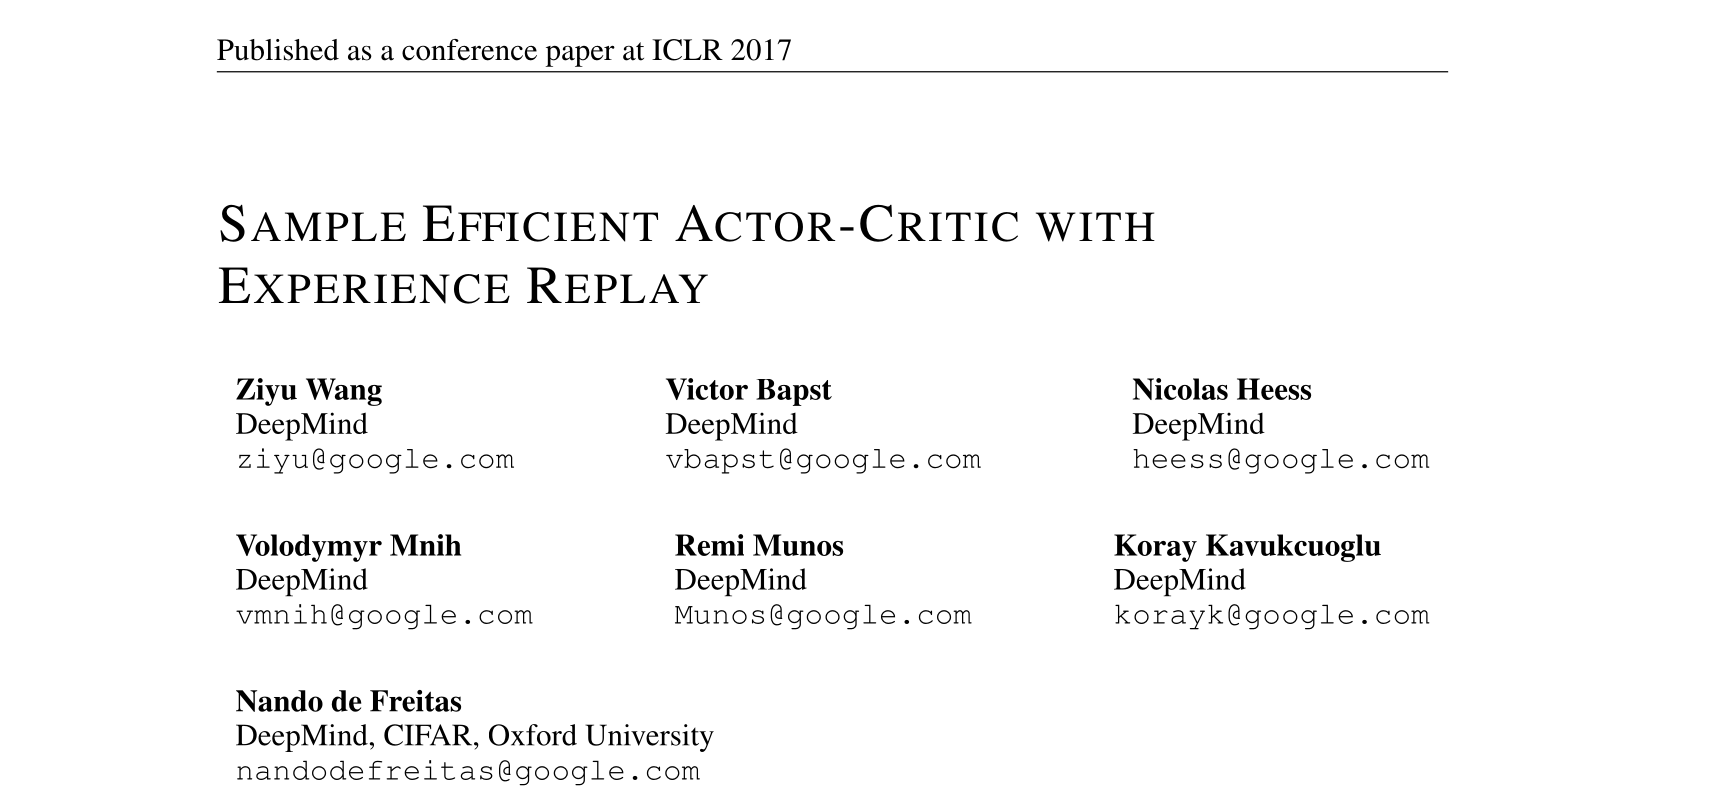 Published as a conference paper at ICLR 2017
SAMPLE EFFICIENT ACTOR-CRITIC WITH
EXPERIENCE REPLAY
Ziyu Wang
DeepMind
ziyu@google.com
Victor Bapst
DeepMind
vbapst@google.com
Nicolas Heess
DeepMind
heess@google.com
Volodymyr Mnih
DeepMind
vmnih@google.com
Remi Munos
DeepMind
Munos@google.com
Koray Kavukcuoglu
DeepMind
korayk@google.com
Nando de Freitas
DeepMind, CIFAR, Oxford University
nandodefreitas@google.com